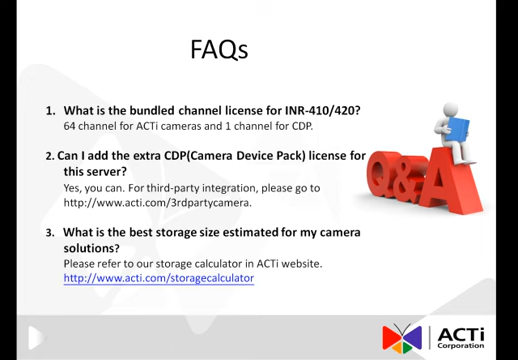 FAQs
1. What is the bundled channel license for INR-410/420?
64 channel for ACTi cameras and 1 channel for CDP.
2. Can I add the extra CDP(Camera Device Pack) license for
this server?
Yes, you can. For third-party integration, please go to
http://www.acti.com/3rdpartycamera.
3. What is the best storage size estimated for my camera
solutions?
Please refer to our storage calculator in ACTi website.
http://www.acti.com/storagecalculator
Q&A
ACTi
Corporation